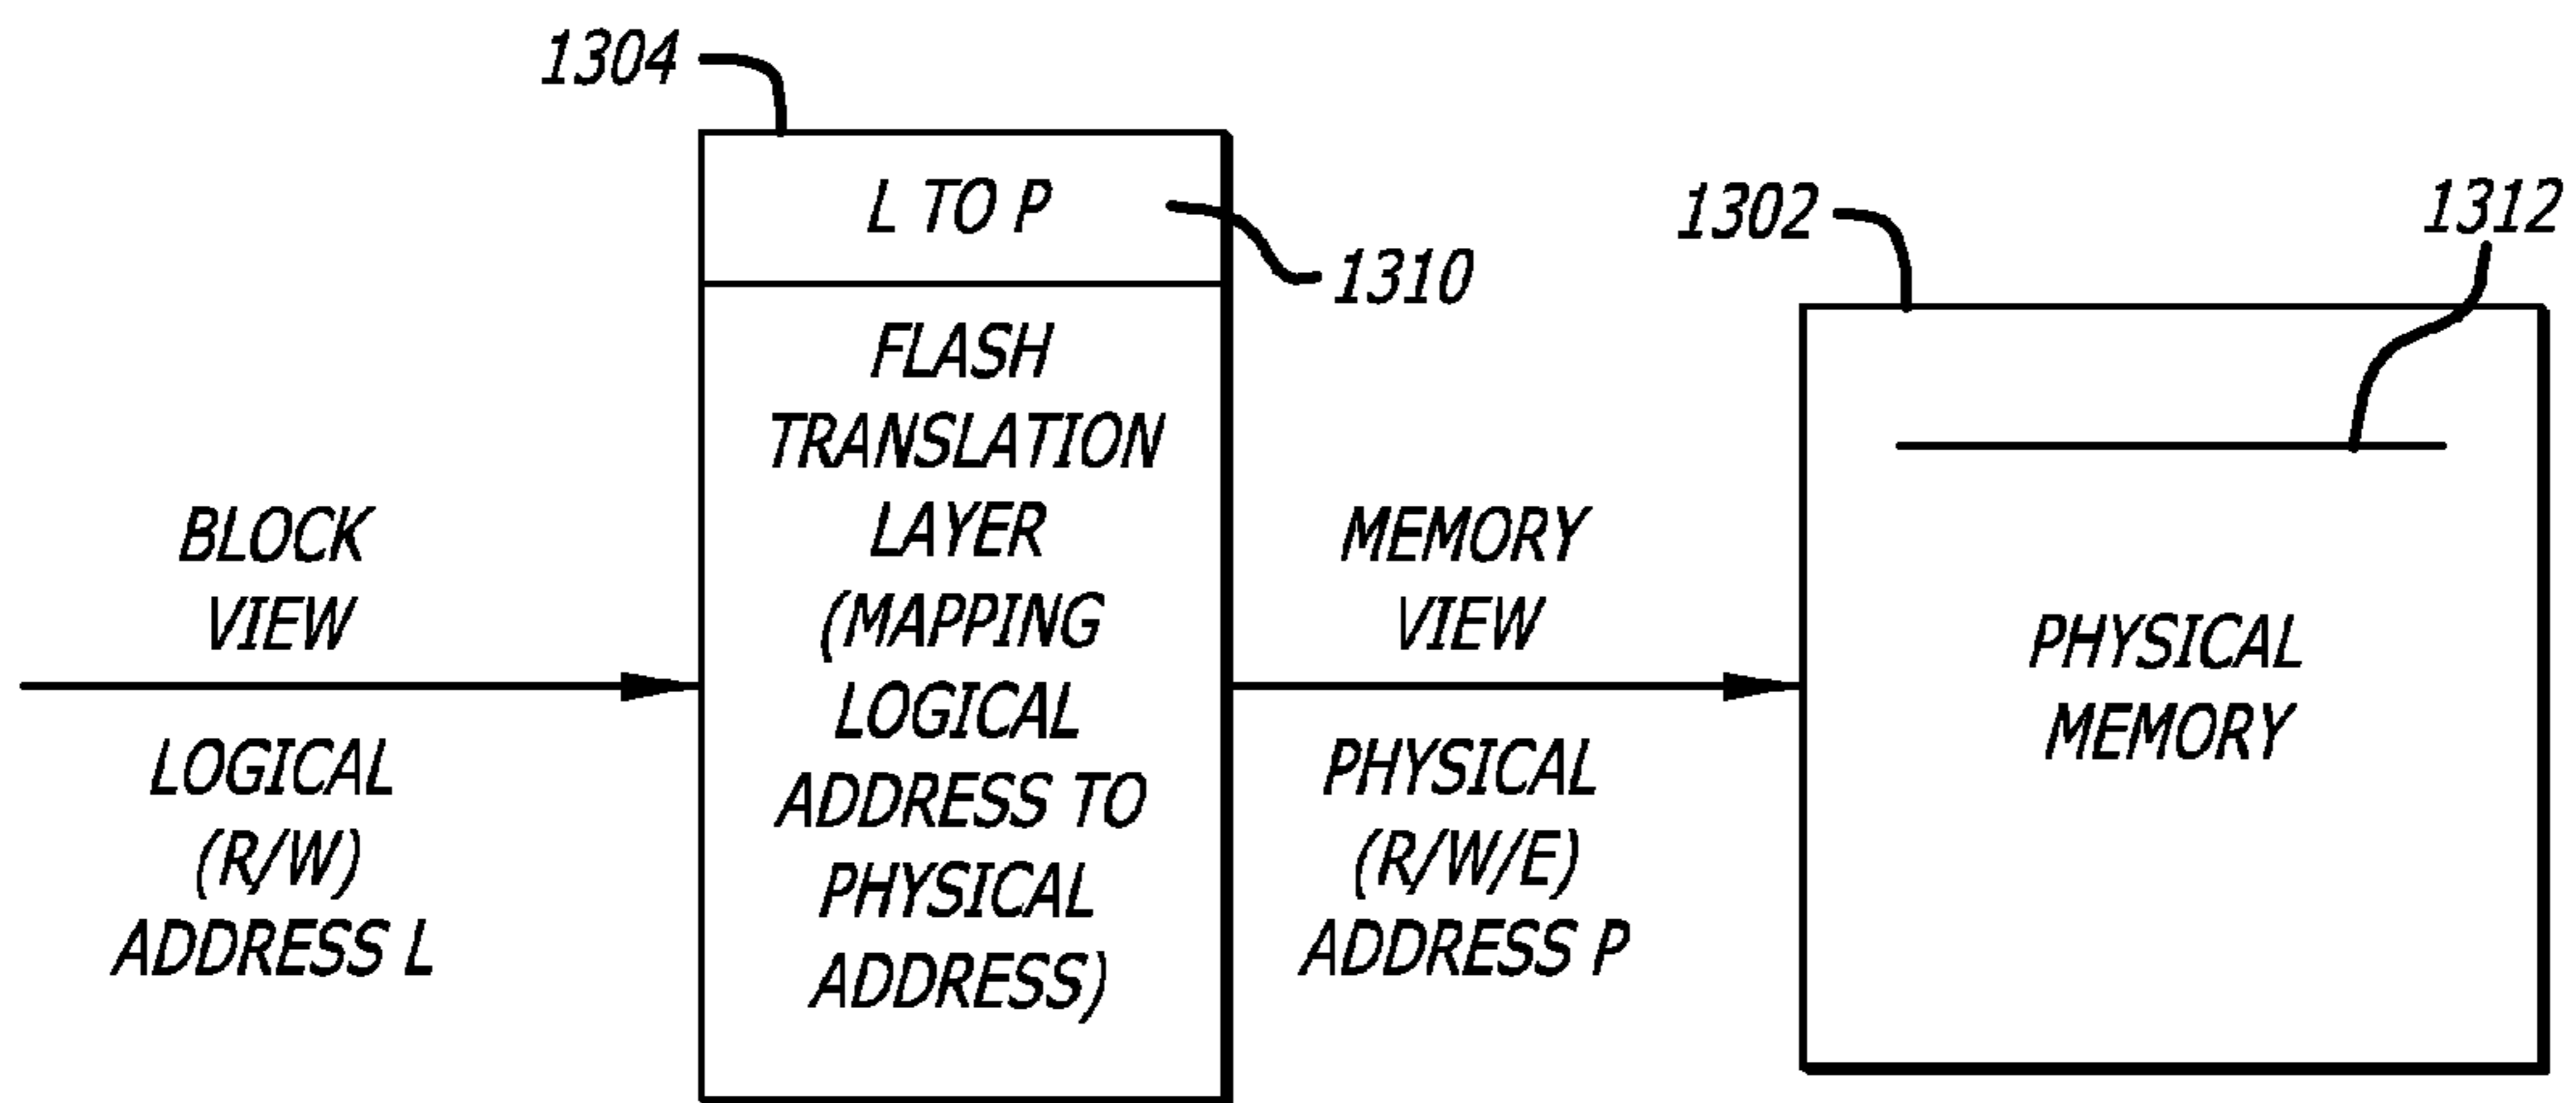 1304
L TO P
1310
1302
1312
BLOCK
VIEW
LOGICAL
(R/W)
ADDRESS L
FLASH
TRANSLATION
LAYER
(MAPPING
LOGICAL
ADDRESS TO
PHYSICAL
ADDRESS)
MEMORY
VIEW
PHYSICAL
(R/W/E)
ADDRESS P
PHYSICAL
MEMORY